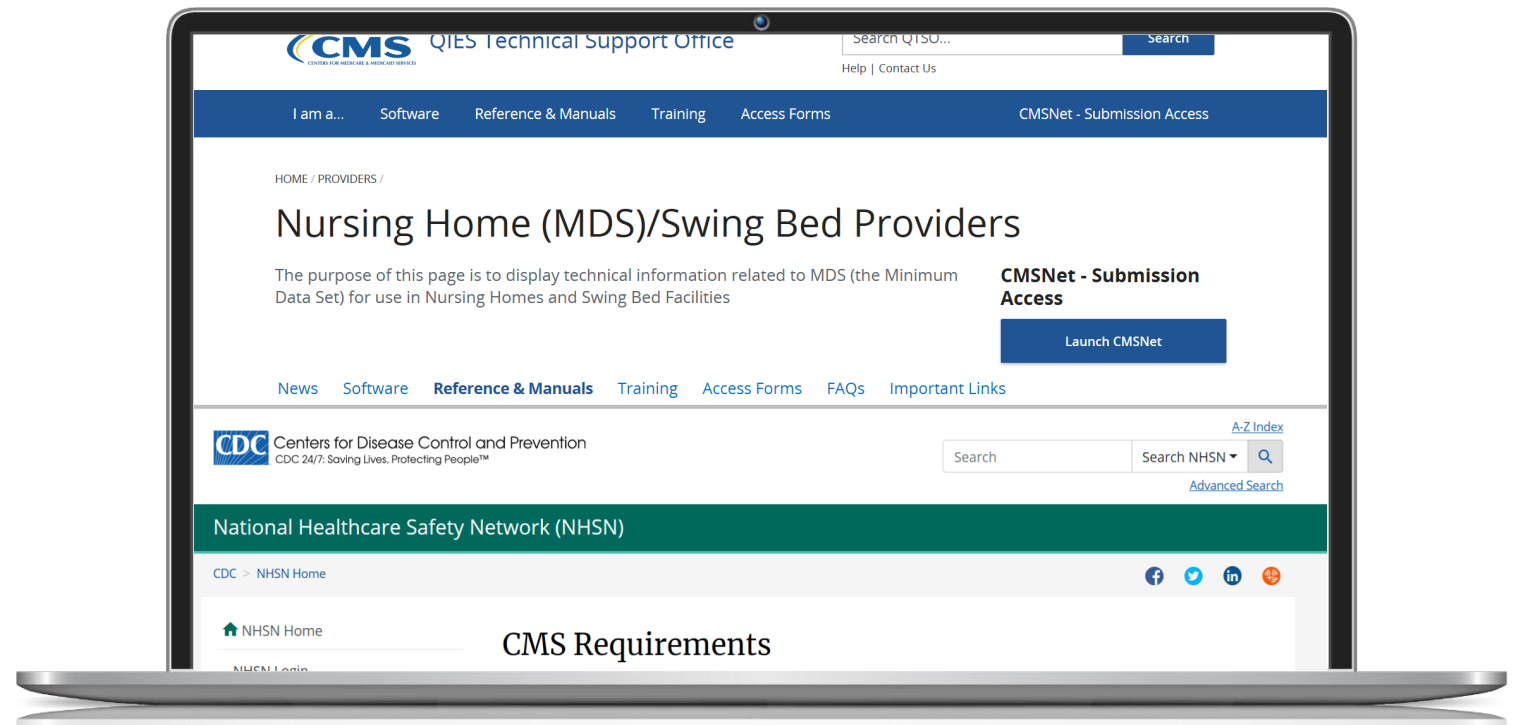 CMS
CENTERS FOR MEDICARE & MEDICAID SERVICES
QIES Technical Support Office
Search QTSO...
Search
Help | Contact Us
I am a... Software Reference & Manuals Training Access Forms CMSNet - Submission Access
HOME / PROVIDERS /
Nursing Home (MDS)/Swing Bed Providers
The purpose of this page is to display technical information related to MDS (the Minimum
Data Set) for use in Nursing Homes and Swing Bed Facilities
CMSNet - Submission
Access
Launch CMSNet
News Software Reference & Manuals Training Access Forms FAQs Important Links
A-Z Index
CDC
Centers for Disease Control and Prevention
CDC 24/7: Saving Lives, Protecting People™
Search
Search NHSN
Advanced Search
National Healthcare Safety Network (NHSN)
CDC > NHSN Home
NHSN Home
CMS Requirements
NHSN Login